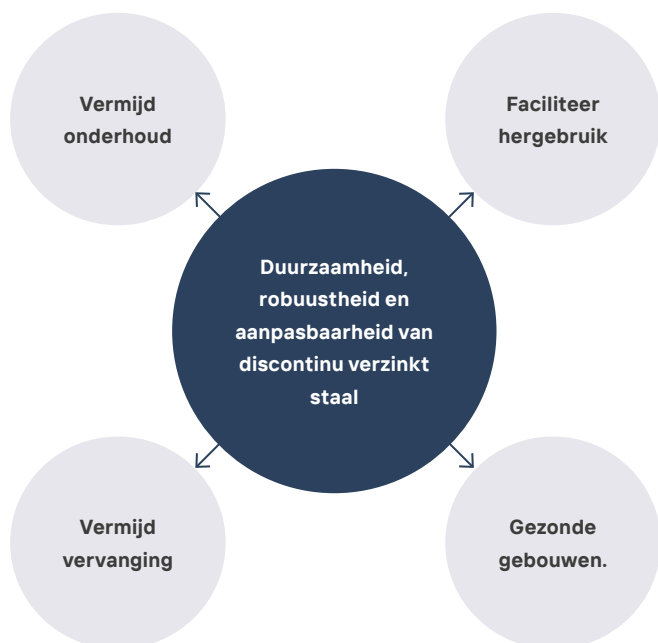 Vermijd
onderhoud
Faciliteer
hergebruik
Duurzaamheid,
robuustheid en
aanpasbaarheid van
discontinu verzinkt
staal
Vermijd
vervanging
Gezonde
gebouwen.